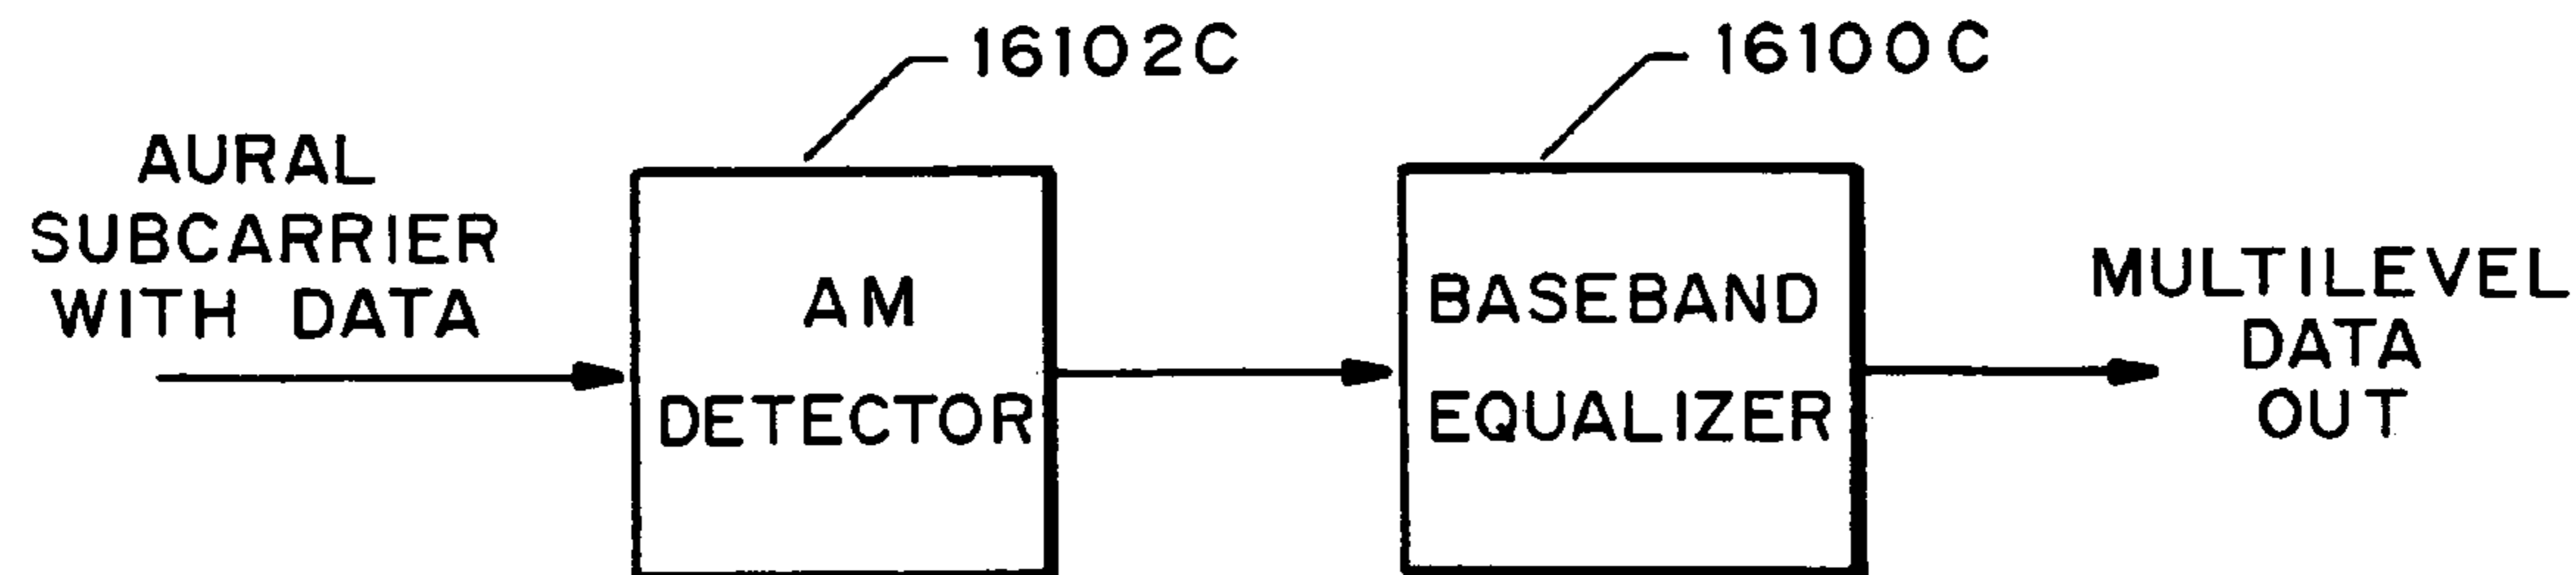 16102C
16100C
AURAL
SUBCARRIER
WITH DATA
AM
DETECTOR
BASEBAND
EQUALIZER
MULTILEVEL
DATA
OUT